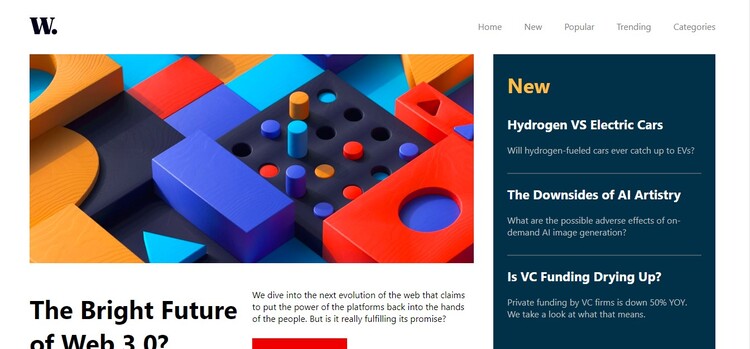 W.
Home New Popular Trending Categories
New
Hydrogen VS Electric Cars
Will hydrogen-fueled cars ever catch up to EVs?
The Downsides of AI Artistry
What are the possible adverse effects of on-
demand AI image generation?
Is VC Funding Drying Up?
Private funding by VC firms is down 50% YOY.
We take a look at what that means.
The Bright Future
of Web 3.0?
We dive into the next evolution of the web that claims
to put the power of the platforms back into the hands
of the people. But is it really fulfilling its promise?